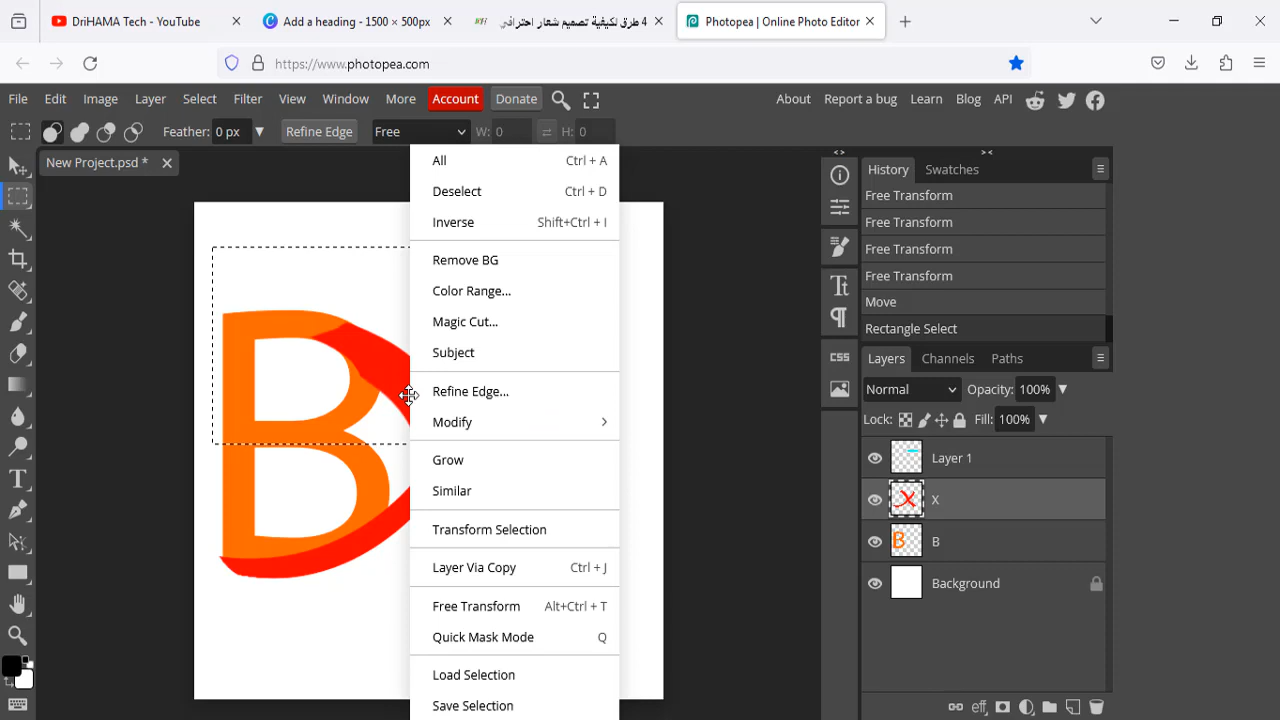 DriHAMA Tech - YouTube
Add a heading - 1500 × 500px
4 طرق لكيفية تصميم شعار احترافي
Photopea | Online Photo Editor
https://www.photopea.com
File Edit Image Layer Select Filter View Window More Account Donate
About Report a bug Learn Blog API
Feather: 0 px Refine Edge Free W: 0 H: 0
New Project.psd *
All Ctrl + A
Deselect Ctrl + D
Inverse Shift+Ctrl + I
Remove BG
Color Range...
Magic Cut...
Subject
Refine Edge...
Modify
Grow
Similar
Transform Selection
Layer Via Copy Ctrl + J
Free Transform Alt+Ctrl + T
Quick Mask Mode Q
Load Selection
Save Selection
B
History Swatches
Free Transform
Free Transform
Free Transform
Free Transform
Move
Rectangle Select
Layers Channels Paths
Normal Opacity: 100%
Lock: Fill: 100%
Layer 1
X
B
Background
eff
CSS